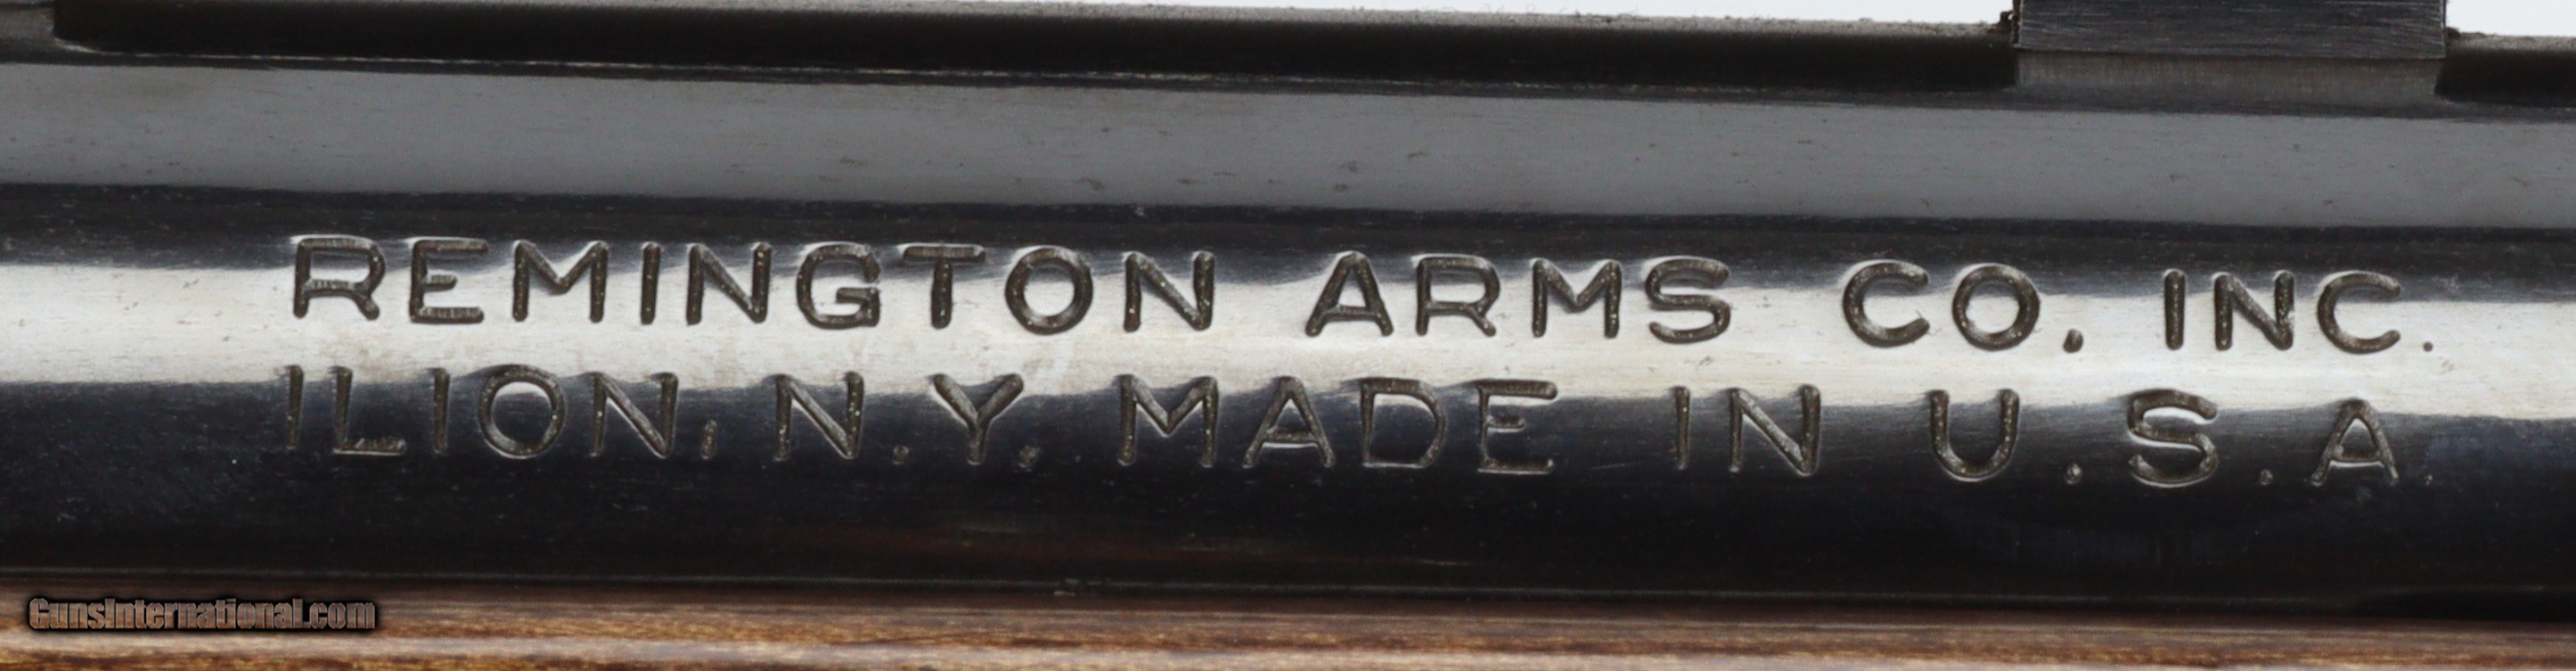 REMINGTON ARMS CO. INC.
ILION, N.Y. MADE IN U.S.A.
GunsInternational.com